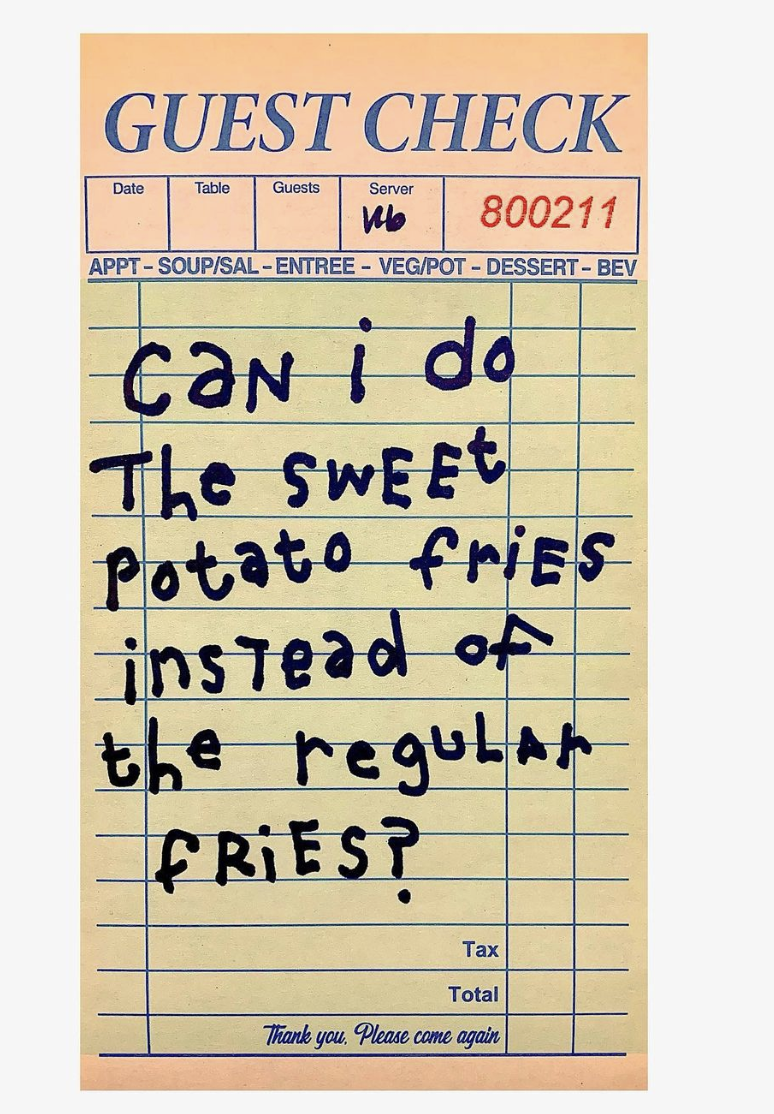 GUEST CHECK
Date Table Guests Server 800211
APPT - SOUP/SAL - ENTREE - VEG/POT - DESSERT - BEV
CaN i do
The SwEEt
Potato friES
insTead of
the reguLAr
fRiES?
Tax
Total
Thank you, Please come again